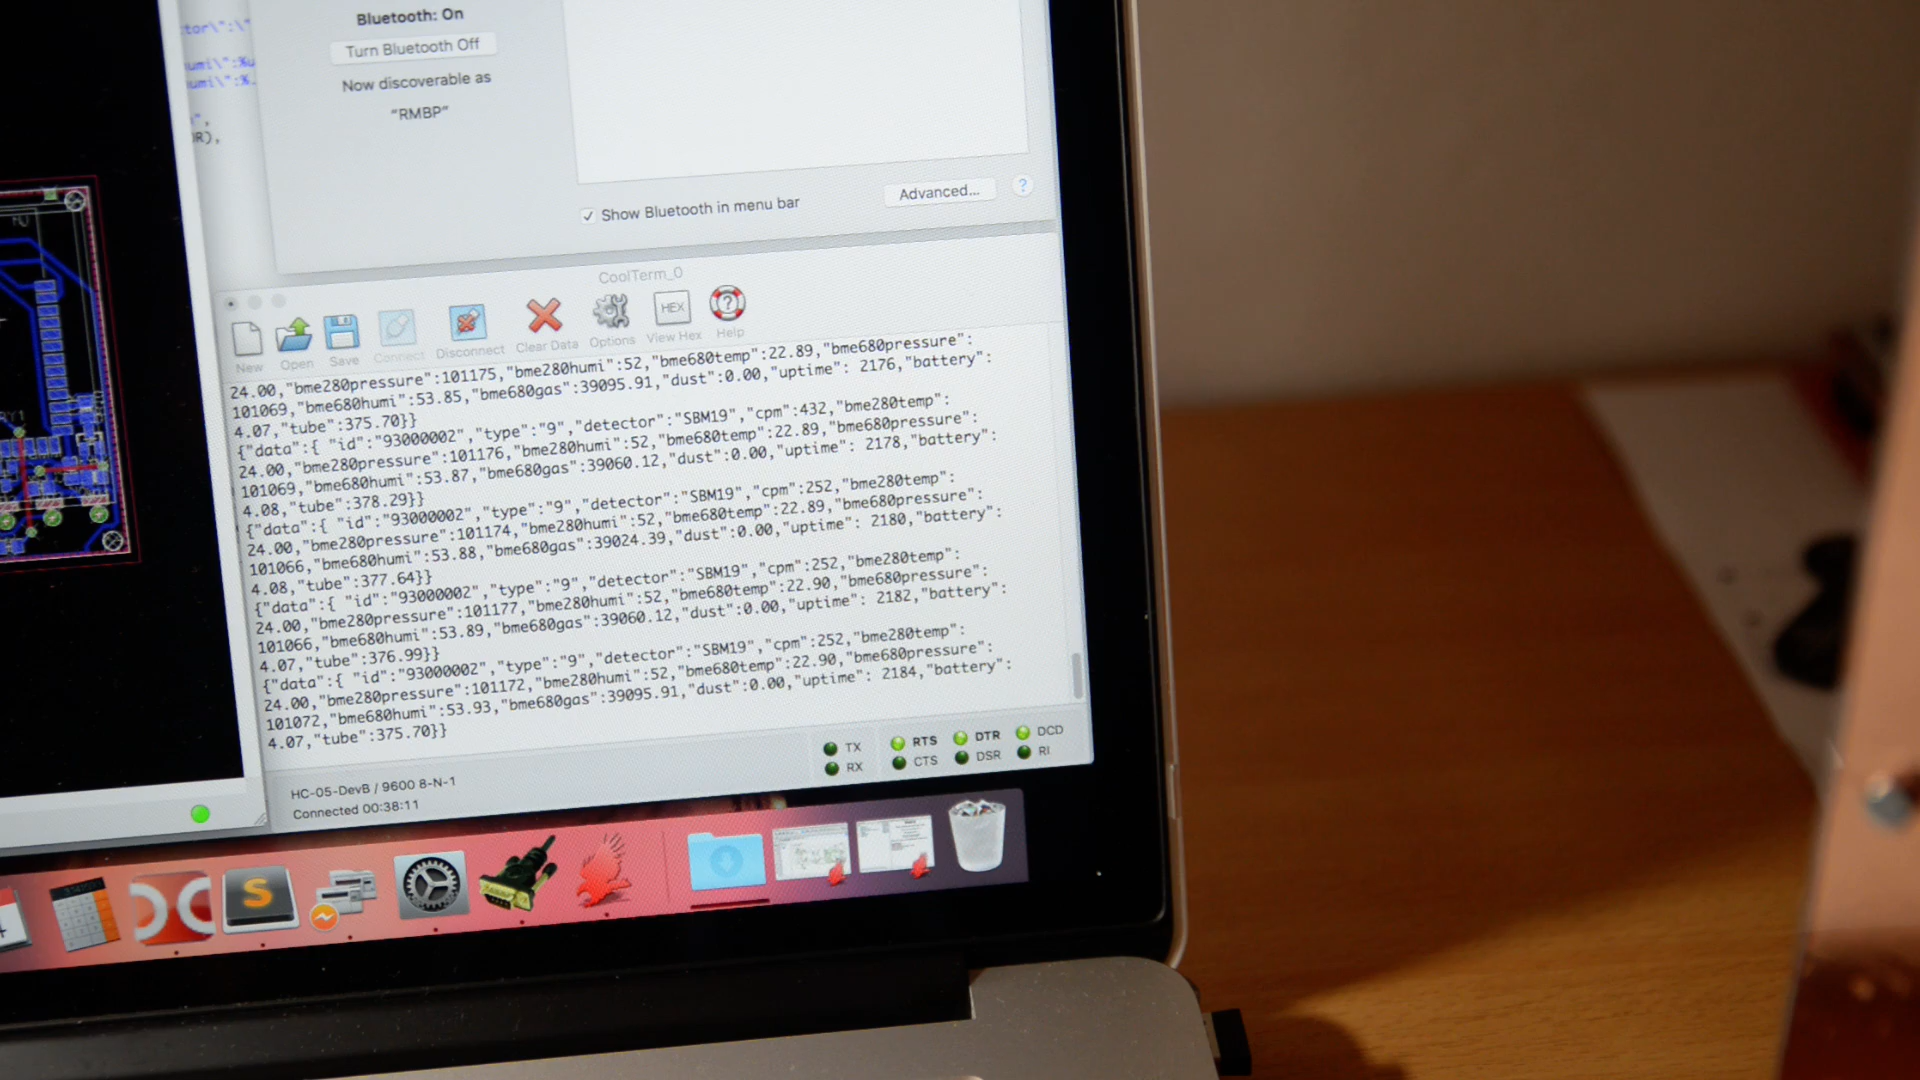 tor\":\"
Bluetooth: On
Turn Bluetooth Off
umi\":%u
umi\":%.
Now discoverable as
"RMBP"
",
OR),
Advanced...
?
✓ Show Bluetooth in menu bar
CoolTerm_0
New
Open
Save
Connect
Disconnect
Clear Data
Options
HEX
View Hex
Help
24.00,"bme280pressure":101175,"bme280humi":52,"bme680temp":22.89,"bme680pressure":
101069,"bme680humi":53.85,"bme680gas":39095.91,"dust":0.00,"uptime": 2176,"battery":
4.07,"tube":375.70}}
{"data":{ "id":"93000002","type":"9","detector":"SBM19","cpm":432,"bme280temp":
24.00,"bme280pressure":101176,"bme280humi":52,"bme680temp":22.89,"bme680pressure":
101069,"bme680humi":53.87,"bme680gas":39060.12,"dust":0.00,"uptime": 2178,"battery":
4.08,"tube":378.29}}
{"data":{ "id":"93000002","type":"9","detector":"SBM19","cpm":252,"bme280temp":
24.00,"bme280pressure":101174,"bme280humi":52,"bme680temp":22.89,"bme680pressure":
101066,"bme680humi":53.88,"bme680gas":39024.39,"dust":0.00,"uptime": 2180,"battery":
4.08,"tube":377.64}}
{"data":{ "id":"93000002","type":"9","detector":"SBM19","cpm":252,"bme280temp":
24.00,"bme280pressure":101177,"bme280humi":52,"bme680temp":22.90,"bme680pressure":
101066,"bme680humi":53.89,"bme680gas":39060.12,"dust":0.00,"uptime": 2182,"battery":
4.07,"tube":376.99}}
{"data":{ "id":"93000002","type":"9","detector":"SBM19","cpm":252,"bme280temp":
24.00,"bme280pressure":101172,"bme280humi":52,"bme680temp":22.90,"bme680pressure":
101072,"bme680humi":53.93,"bme680gas":39095.91,"dust":0.00,"uptime": 2184,"battery":
4.07,"tube":375.70}}
TX RTS DTR DCD
RX CTS DSR RI
HC-05-DevB / 9600 8-N-1
Connected 00:38:11
S